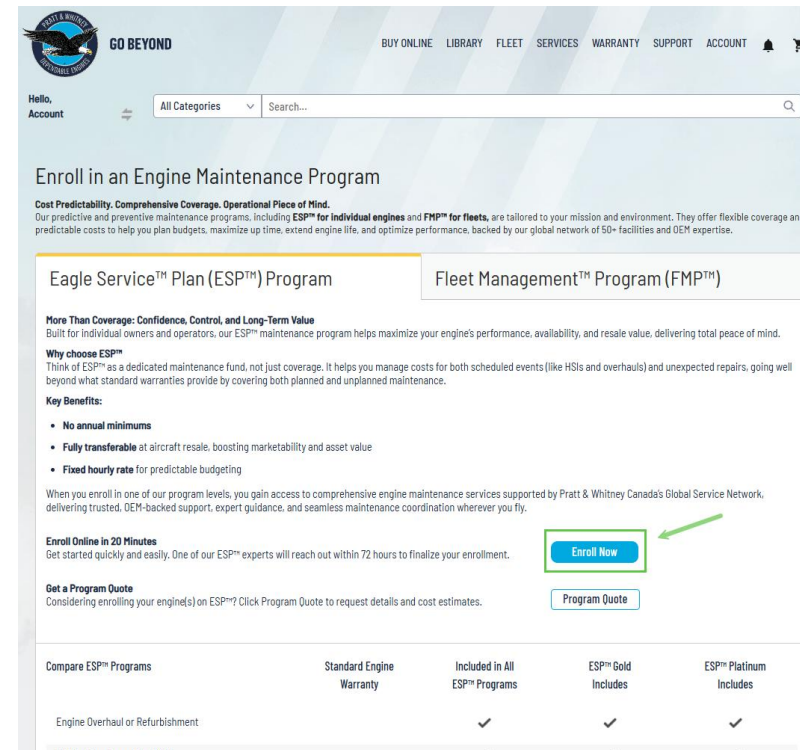 PRATT & WHITNEY
DEPENDABLE ENGINES
GO BEYOND
BUY ONLINE LIBRARY FLEET SERVICES WARRANTY SUPPORT ACCOUNT
Hello,
Account
All Categories
Search...
Enroll in an Engine Maintenance Program
Cost Predictability. Comprehensive Coverage. Operational Piece of Mind.
Our predictive and preventive maintenance programs, including ESP™ for individual engines and FMP™ for fleets, are tailored to your mission and environment. They offer flexible coverage an
predictable costs to help you plan budgets, maximize up time, extend engine life, and optimize performance, backed by our global network of 50+ facilities and OEM expertise.
Eagle Service™ Plan (ESP™) Program
Fleet Management™ Program (FMP™)
More Than Coverage: Confidence, Control, and Long-Term Value
Built for individual owners and operators, our ESP™ maintenance program helps maximize your engine's performance, availability, and resale value, delivering total peace of mind.
Why choose ESP™
Think of ESP™ as a dedicated maintenance fund, not just coverage. It helps you manage costs for both scheduled events (like HSIs and overhauls) and unexpected repairs, going well
beyond what standard warranties provide by covering both planned and unplanned maintenance.
Key Benefits:
• No annual minimums
• Fully transferable at aircraft resale, boosting marketability and asset value
• Fixed hourly rate for predictable budgeting
When you enroll in one of our program levels, you gain access to comprehensive engine maintenance services supported by Pratt & Whitney Canada's Global Service Network,
delivering trusted, OEM-backed support, expert guidance, and seamless maintenance coordination wherever you fly.
Enroll Online in 20 Minutes
Get started quickly and easily. One of our ESP™ experts will reach out within 72 hours to finalize your enrollment.
Enroll Now
Get a Program Quote
Considering enrolling your engine(s) on ESP™? Click Program Quote to request details and cost estimates.
Program Quote
Compare ESP™ Programs
Standard Engine
Warranty
Included in All
ESP™ Programs
ESP™ Gold
Includes
ESP™ Platinum
Includes
Engine Overhaul or Refurbishment